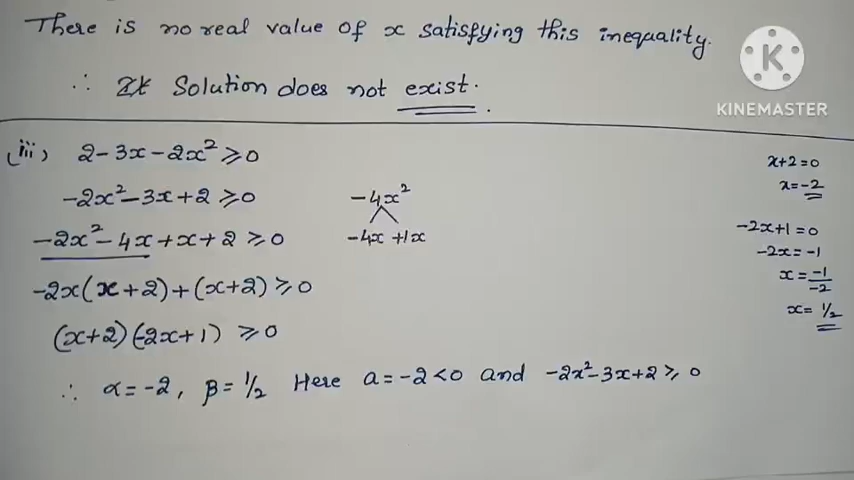 There is no real value of x satisfying this inequality.
∴ Solution does not exist.
K
KINEMASTER
(iii) 2-3x-2x² ≥ 0
-2x²-3x+2 ≥ 0
-2x²-4x+x+2 ≥ 0
-2x(x+2)+(x+2) ≥ 0
(x+2)(-2x+1) ≥ 0
∴ α = -2, β = 1/2 Here a = -2 < 0 and -2x²-3x+2 ≥ 0
-4x²
-4x +1x
x+2=0
x=-2
-2x+1=0
-2x=-1
x=-1/-2
x=1/2